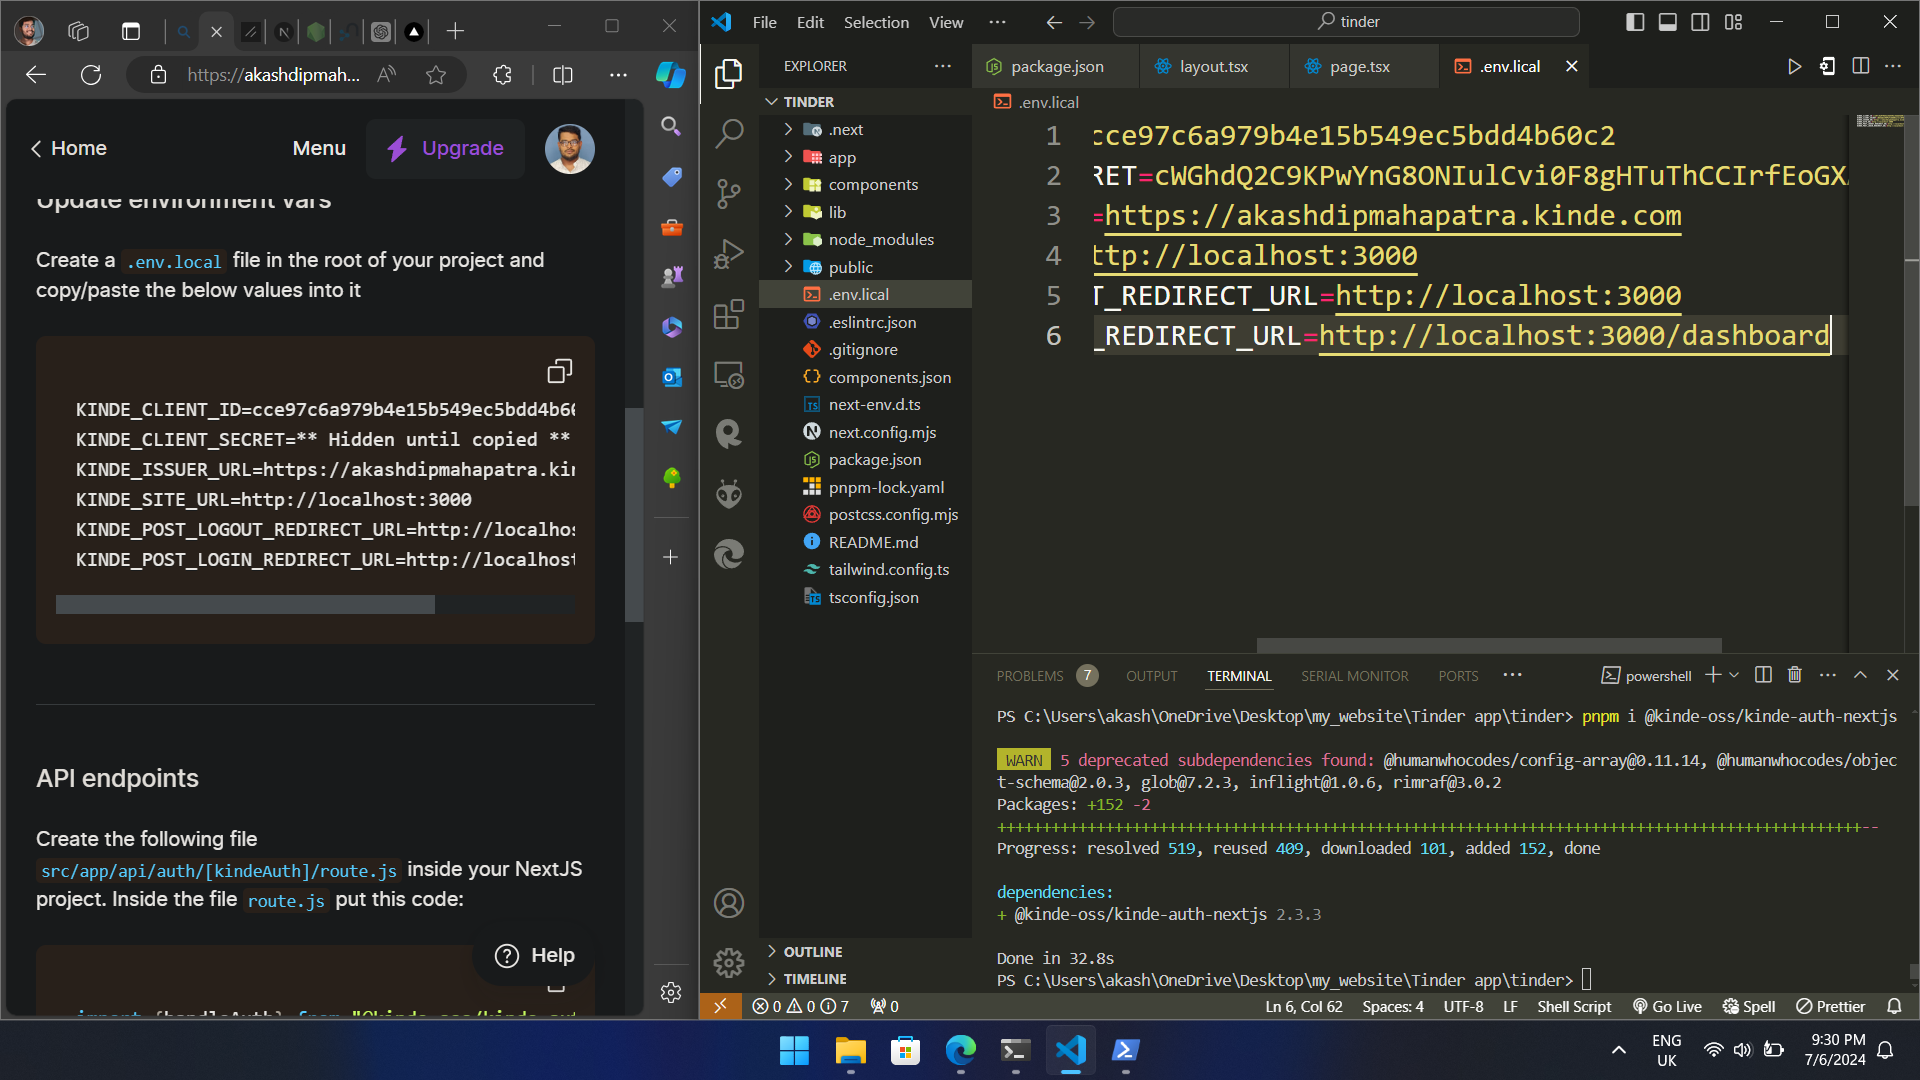 https://akashdipmah...
Home
Menu
Upgrade
Update environment vars
Create a .env.local file in the root of your project and
copy/paste the below values into it
KINDE_CLIENT_ID=cce97c6a979b4e15b549ec5bdd4b60
KINDE_CLIENT_SECRET=** Hidden until copied **
KINDE_ISSUER_URL=https://akashdipmahapatra.kin
KINDE_SITE_URL=http://localhost:3000
KINDE_POST_LOGOUT_REDIRECT_URL=http://localhos
KINDE_POST_LOGIN_REDIRECT_URL=http://localhost
API endpoints
Create the following file
src/app/api/auth/[kindeAuth]/route.js inside your NextJS
project. Inside the file route.js put this code:
Help
import {handleAuth} from "@kinde-oss/kinde-aut
File Edit Selection View ...
tinder
EXPLORER
TINDER
.next
app
components
lib
node_modules
public
.env.lical
.eslintrc.json
.gitignore
components.json
next-env.d.ts
next.config.mjs
package.json
pnpm-lock.yaml
postcss.config.mjs
README.md
tailwind.config.ts
tsconfig.json
OUTLINE
TIMELINE
package.json layout.tsx page.tsx .env.lical
.env.lical
1 cce97c6a979b4e15b549ec5bdd4b60c2
2 RET=cWGhdQ2C9KPwYnG8ONIulCvi0F8gHTuThCCIrfEoGX
3 =https://akashdipmahapatra.kinde.com
4 ttp://localhost:3000
5 T_REDIRECT_URL=http://localhost:3000
6 _REDIRECT_URL=http://localhost:3000/dashboard
PROBLEMS 7 OUTPUT TERMINAL SERIAL MONITOR PORTS ... powershell
PS C:\Users\akash\OneDrive\Desktop\my_website\Tinder app\tinder> pnpm i @kinde-oss/kinde-auth-nextjs
WARN 5 deprecated subdependencies found: @humanwhocodes/config-array@0.11.14, @humanwhocodes/objec
t-schema@2.0.3, glob@7.2.3, inflight@1.0.6, rimraf@3.0.2
Packages: +152 -2
++++++++++++++++++++++++++++++++++++++++++++++++++++++++++++++++++++++++++++++++++++++++++++++++--
Progress: resolved 519, reused 409, downloaded 101, added 152, done
dependencies:
+ @kinde-oss/kinde-auth-nextjs 2.3.3
Done in 32.8s
PS C:\Users\akash\OneDrive\Desktop\my_website\Tinder app\tinder>
0 0 7 0
Ln 6, Col 62 Spaces: 4 UTF-8 LF Shell Script Go Live Spell Prettier
ENG
UK
9:30 PM
7/6/2024